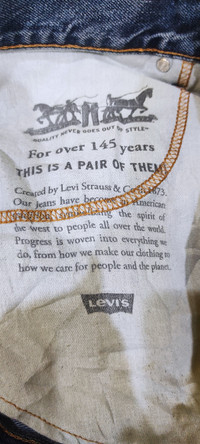 QUALITY NEVER GOES OUT OF STYLE
For over 145 years
THIS IS A PAIR OF THEM
Created by Levi Strauss & Co. in 1873.
Our jeans have become an American
the spirit of
the west to people all over the world.
Progress is woven into everything we
do, from how we make our clothing to
how we care for people and the planet.
LEVI'S